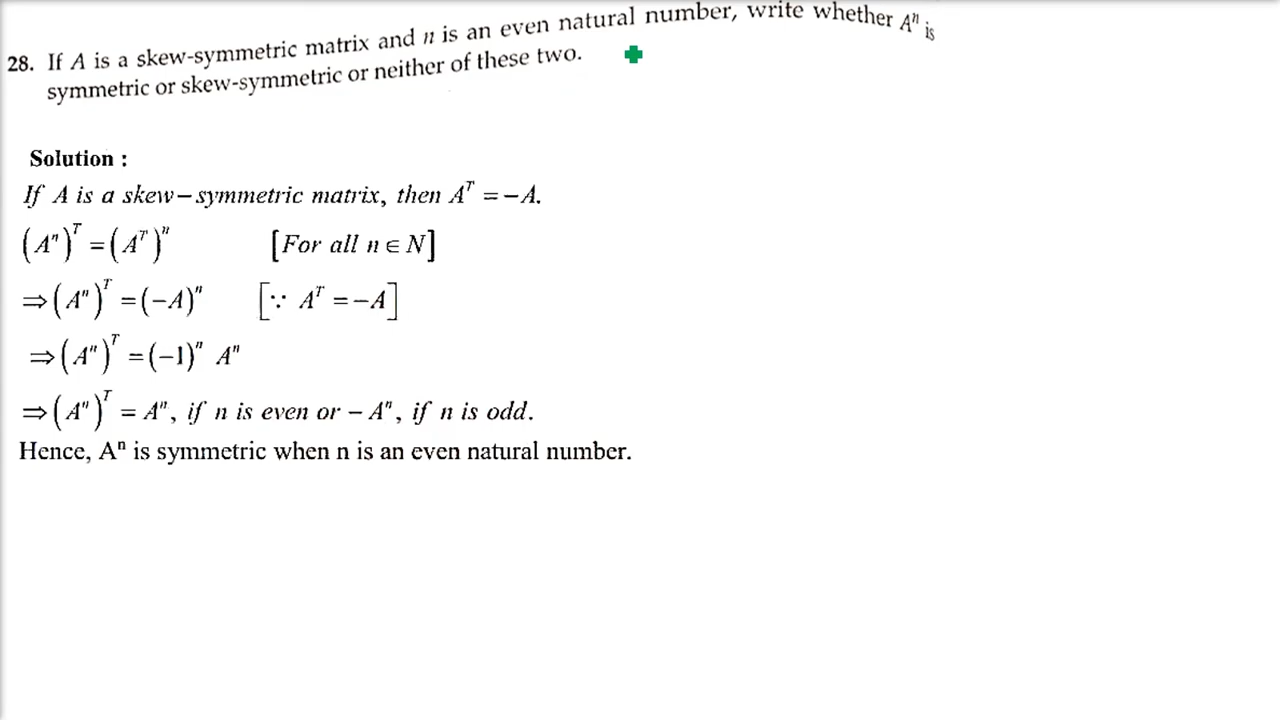 28. If A is a skew-symmetric matrix and n is an even natural number, write whether Aⁿ is
symmetric or skew-symmetric or neither of these two.
Solution :
If A is a skew−symmetric matrix, then Aᵀ = −A.
(Aⁿ)ᵀ = (Aᵀ)ⁿ [For all n ∈ N]
⇒ (Aⁿ)ᵀ = (−A)ⁿ [∵ Aᵀ = −A]
⇒ (Aⁿ)ᵀ = (−1)ⁿ Aⁿ
⇒ (Aⁿ)ᵀ = Aⁿ, if n is even or − Aⁿ, if n is odd.
Hence, Aⁿ is symmetric when n is an even natural number.